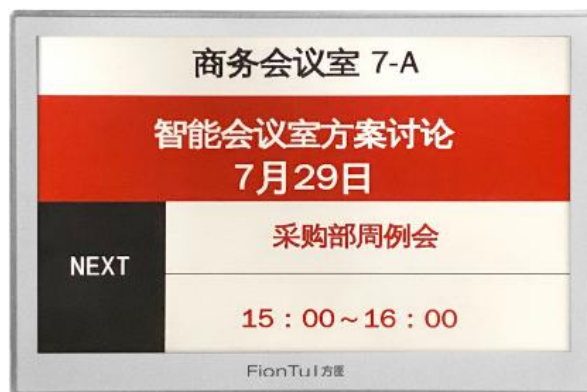 商务会议室 7-A
智能会议室方案讨论
7月29日
NEXT
采购部周例会
15：00～16：00
FionTu